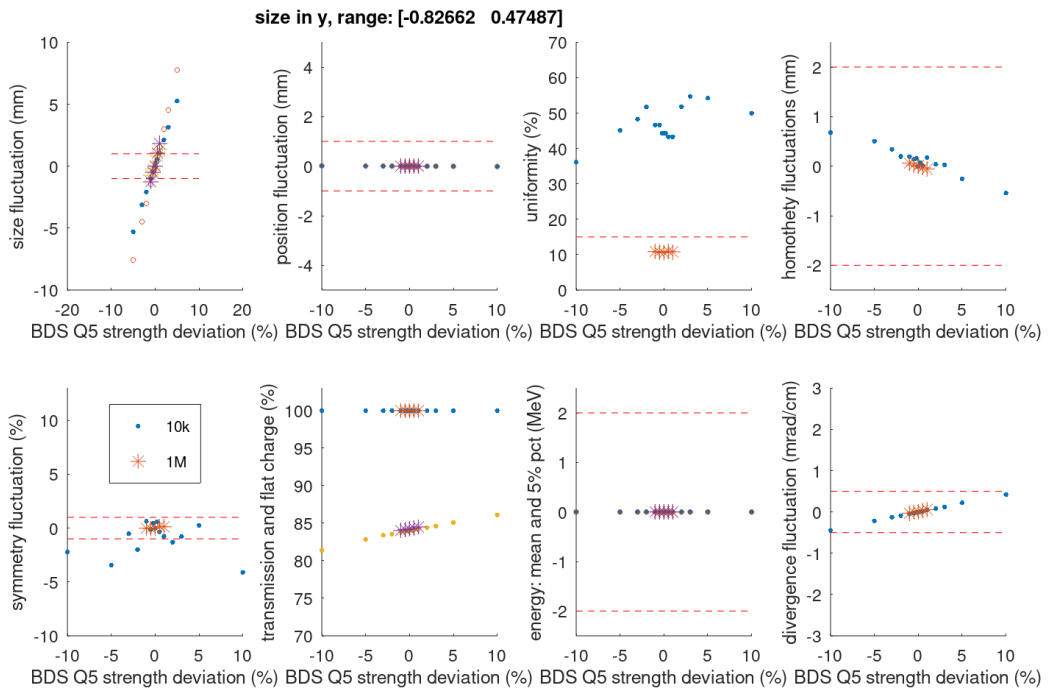 size in y, range: [-0.82662 0.47487]
size fluctuation (mm)
10
5
0
-5
-10
-20 -10 0 10 20
BDS Q5 strength deviation (%)
position fluctuation (mm)
4
2
0
-2
-4
-10 -5 0 5 10
BDS Q5 strength deviation (%)
uniformity (%)
70
60
50
40
30
20
10
0
-10 -5 0 5 10
BDS Q5 strength deviation (%)
homothety fluctuations (mm)
2
1
0
-1
-2
-10 -5 0 5 10
BDS Q5 strength deviation (%)
symmetry fluctuation (%)
10
5
0
-5
-10
10k
1M
-10 -5 0 5 10
BDS Q5 strength deviation (%)
transmission and flat charge (%)
100
95
90
85
80
75
70
-10 -5 0 5 10
BDS Q5 strength deviation (%)
energy: mean and 5% pct (MeV)
2
1
0
-1
-2
-10 -5 0 5 10
BDS Q5 strength deviation (%)
divergence fluctuation (mrad/cm)
3
2
1
0
-1
-2
-3
-10 -5 0 5 10
BDS Q5 strength deviation (%)